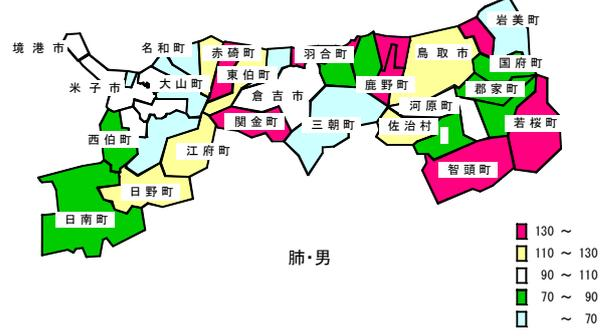 岩美町
境港市
名和町
赤碕町
羽合町
鳥取市
国府町
東伯町
米子市
大山町
鹿野町
郡家町
倉吉市
河原町
関金町
三朝町
佐治村
若桜町
西伯町
江府町
智頭町
日野町
日南町
肺・男
130 ～
110 ～ 130
90 ～ 110
70 ～ 90
～ 70